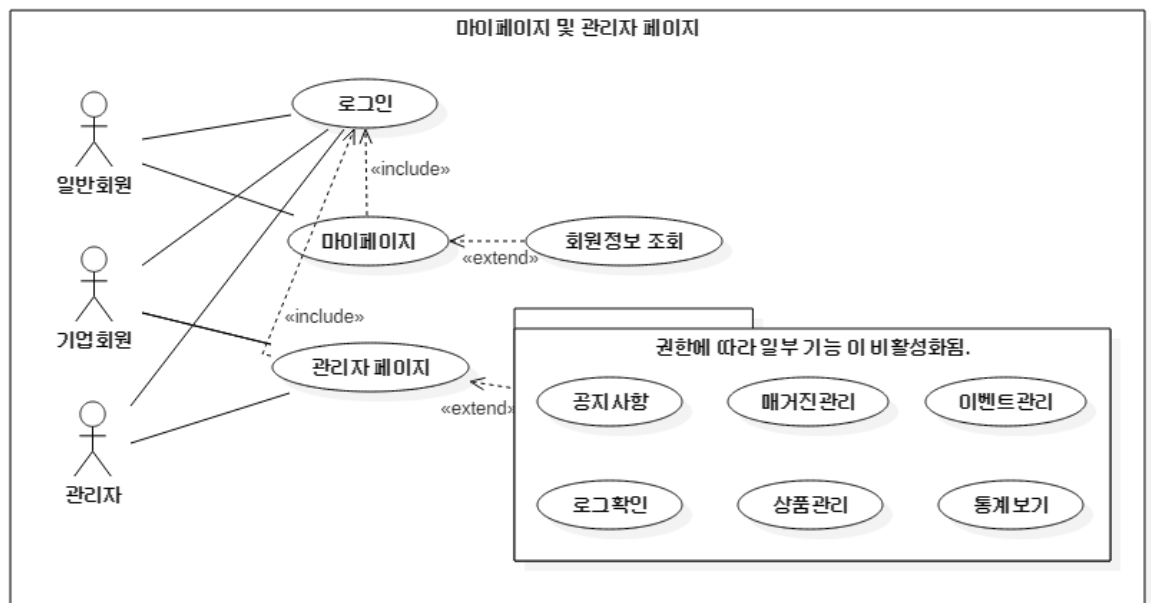 마이페이지 및 관리자 페이지
로그인
일반회원
«include»
마이페이지
회원정보 조회
«extend»
기업회원
«include»
관리자 페이지
권한에 따라 일부 기능 이 비활성화됨.
«extend»
공지사항
매거진관리
이벤트관리
관리자
로그확인
상품관리
통계보기